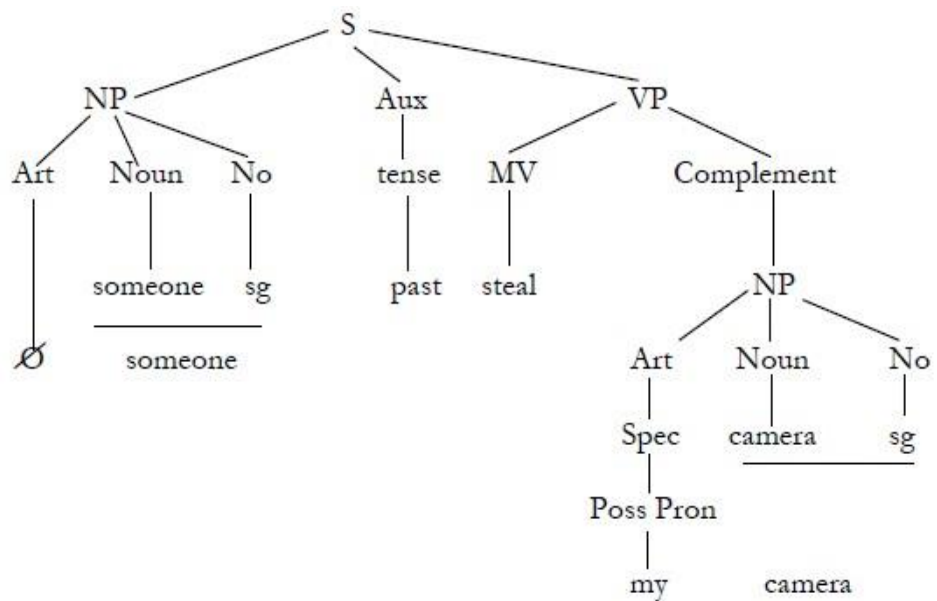 S
NP Aux VP
Art Noun No tense MV Complement
someone sg past steal NP
Ø someone Art Noun No
Spec camera sg
Poss Pron
my camera